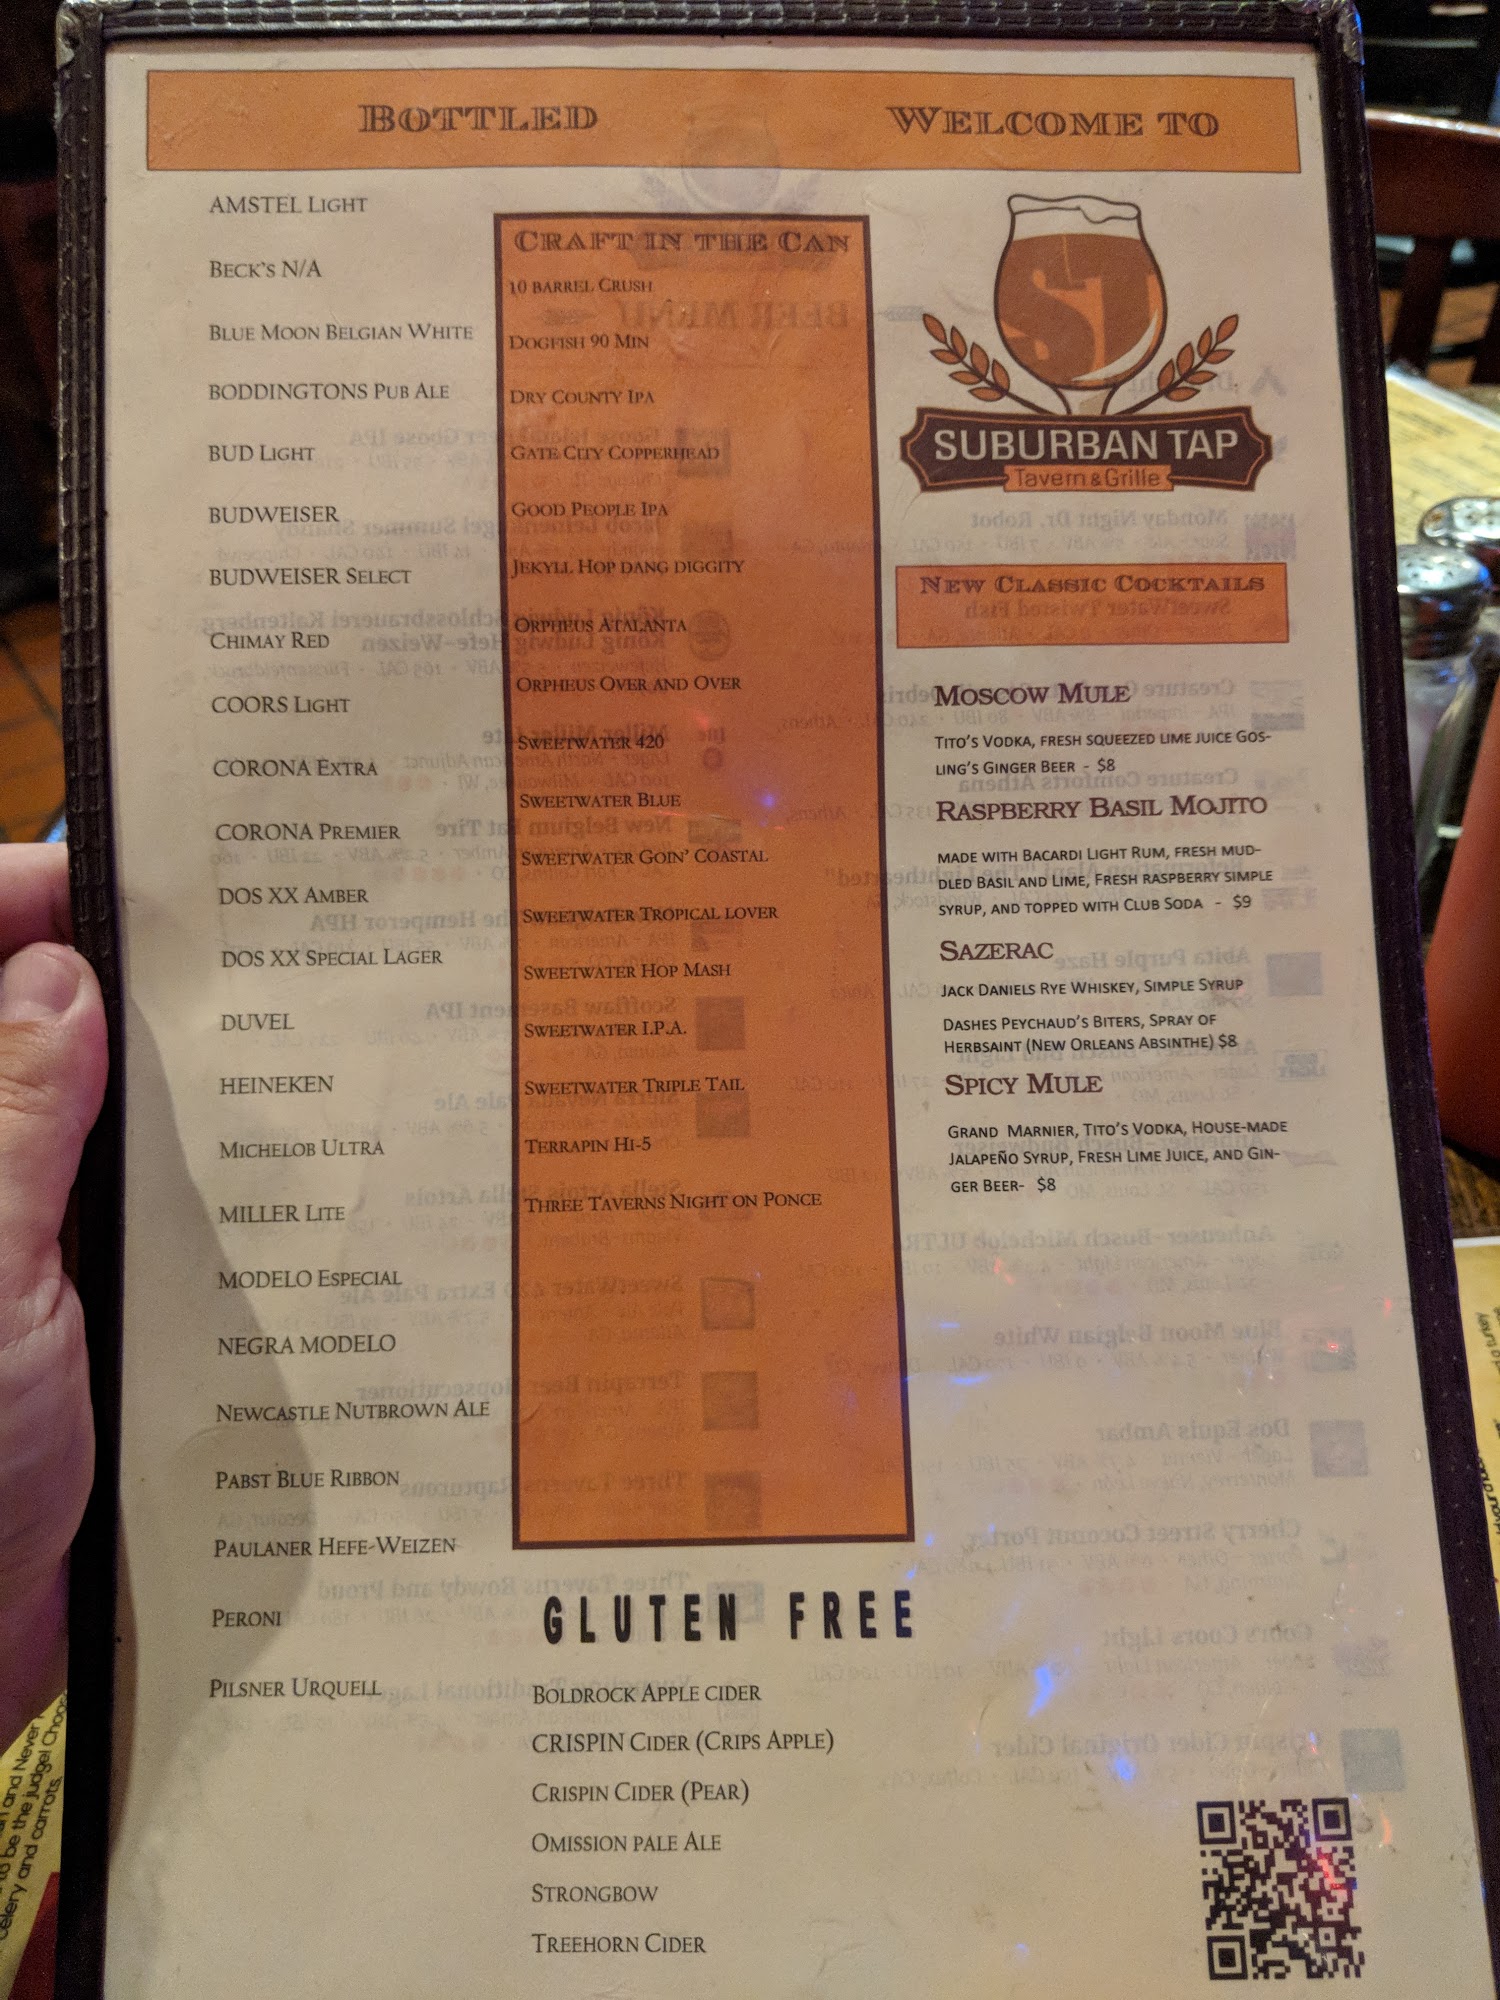 Bottled
Welcome to
AMSTEL Light
Beck's N/A
Blue Moon Belgian White
BODDINGTONS Pub Ale
BUD Light
BUDWEISER
BUDWEISER Select
Chimay Red
COORS Light
CORONA Extra
CORONA Premier
DOS XX Amber
DOS XX Special Lager
DUVEL
HEINEKEN
Michelob Ultra
MILLER Lite
MODELO Especial
NEGRA MODELO
Newcastle Nutbrown Ale
Pabst Blue Ribbon
Paulaner Hefe-Weizen
Peroni
Pilsner Urquell
Craft in the Can
10 barrel Crush
Dogfish 90 Min
Dry County Ipa
Gate City Copperhead
Good People Ipa
Jekyll Hop dang diggity
Orpheus Atalanta
Orpheus Over and Over
Sweetwater 420
Sweetwater Blue
Sweetwater Goin' Coastal
Sweetwater Tropical lover
Sweetwater Hop Mash
Sweetwater I.P.A.
Sweetwater Triple Tail
Terrapin Hi-5
Three Taverns Night on Ponce
GLUTEN FREE
Boldrock Apple cider
CRISPIN Cider (Crips Apple)
Crispin Cider (Pear)
Omission pale Ale
Strongbow
Treehorn Cider
ST
SUBURBAN TAP
Tavern & Grille
New Classic Cocktails
Moscow Mule
Tito's Vodka, fresh squeezed lime juice Gos-
ling's Ginger Beer - $8
Raspberry Basil Mojito
made with Bacardi Light Rum, fresh mud-
dled Basil and Lime, Fresh raspberry simple
syrup, and topped with Club Soda - $9
Sazerac
Jack Daniels Rye Whiskey, Simple Syrup
Dashes Peychaud's Biters, Spray of
Herbsaint (New Orleans Absinthe) $8
Spicy Mule
Grand Marnier, Tito's Vodka, House-made
Jalapeño Syrup, Fresh Lime Juice, and Gin-
ger Beer- $8